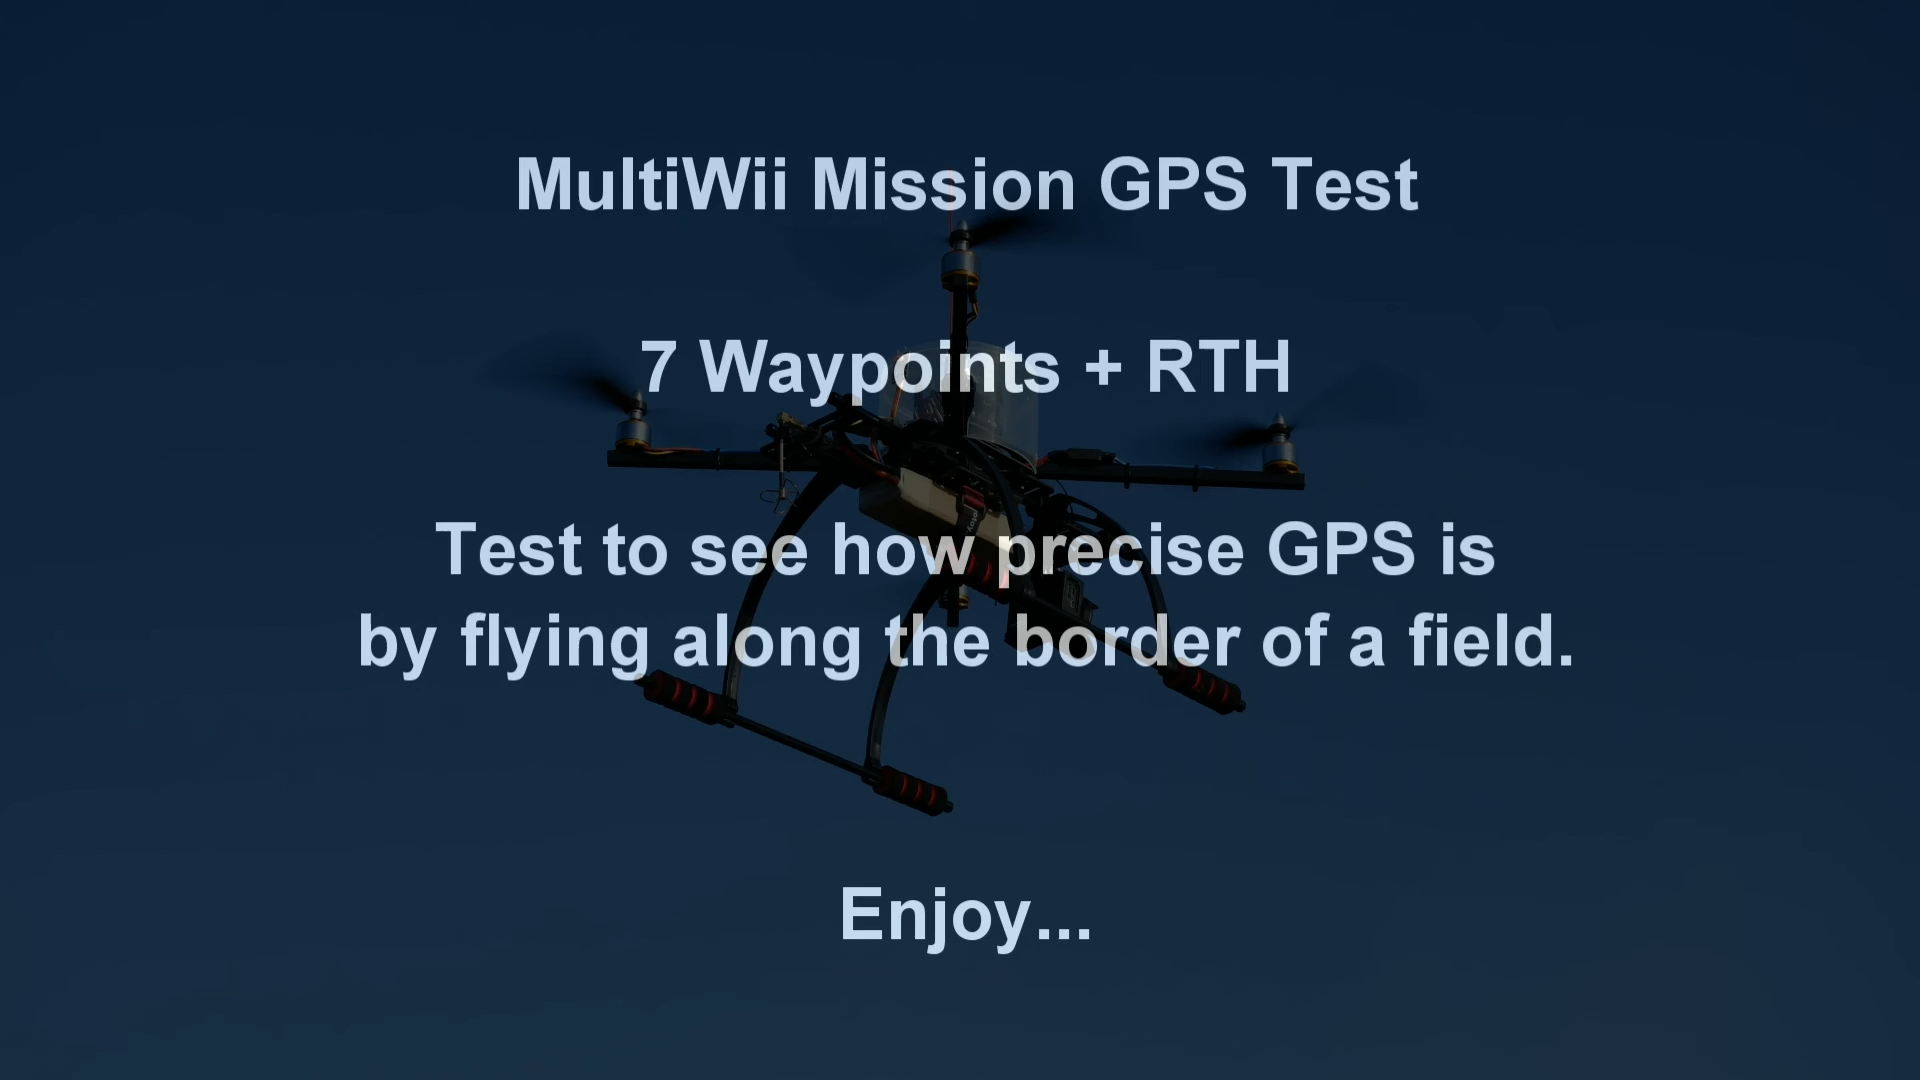 MultiWii Mission GPS Test
7 Waypoints + RTH
Test to see how precise GPS is
by flying along the border of a field.
Enjoy...